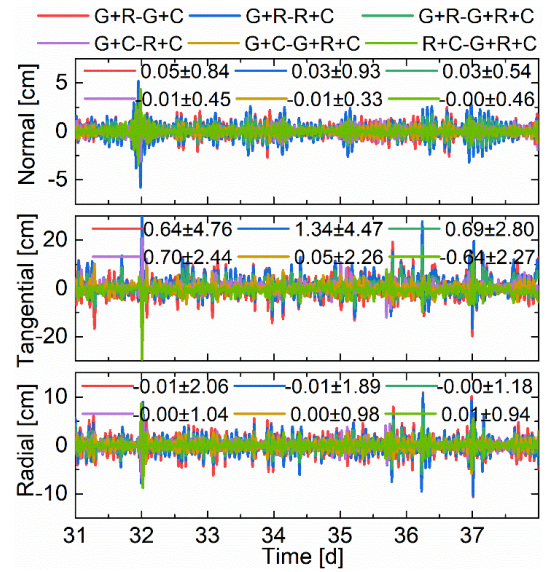 G+R-G+C G+R-R+C G+R-G+R+C
G+C-R+C G+C-G+R+C R+C-G+R+C
Normal [cm]
5
0
-5
0.05±0.84 0.03±0.93 0.03±0.54
-0.01±0.45 -0.01±0.33 -0.00±0.46
Tangential [cm]
20
0
-20
0.64±4.76 1.34±4.47 0.69±2.80
0.70±2.44 0.05±2.26 -0.64±2.27
Radial [cm]
10
0
-10
-0.01±2.06 -0.01±1.89 -0.00±1.18
-0.00±1.04 0.00±0.98 0.01±0.94
31 32 33 34 35 36 37
Time [d]